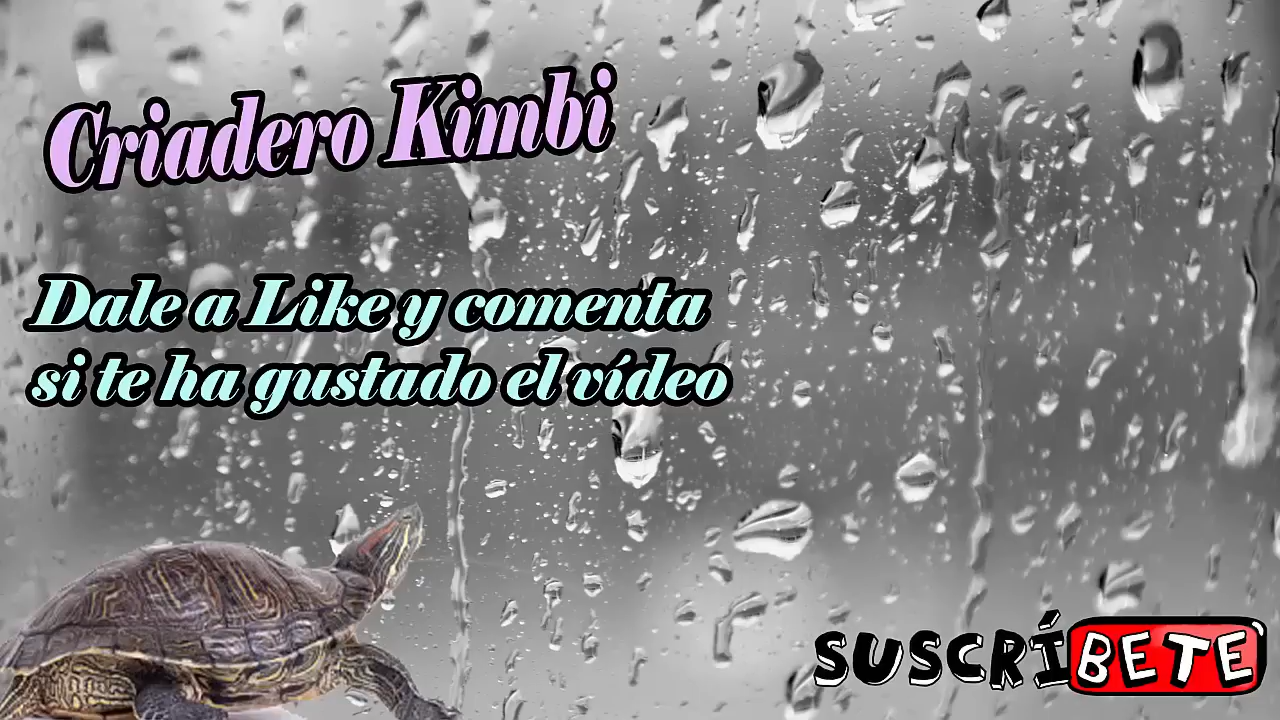 Criadero Kimbi
Dale a Like y comenta
si te ha gustado el vídeo
SUSCRÍBETE